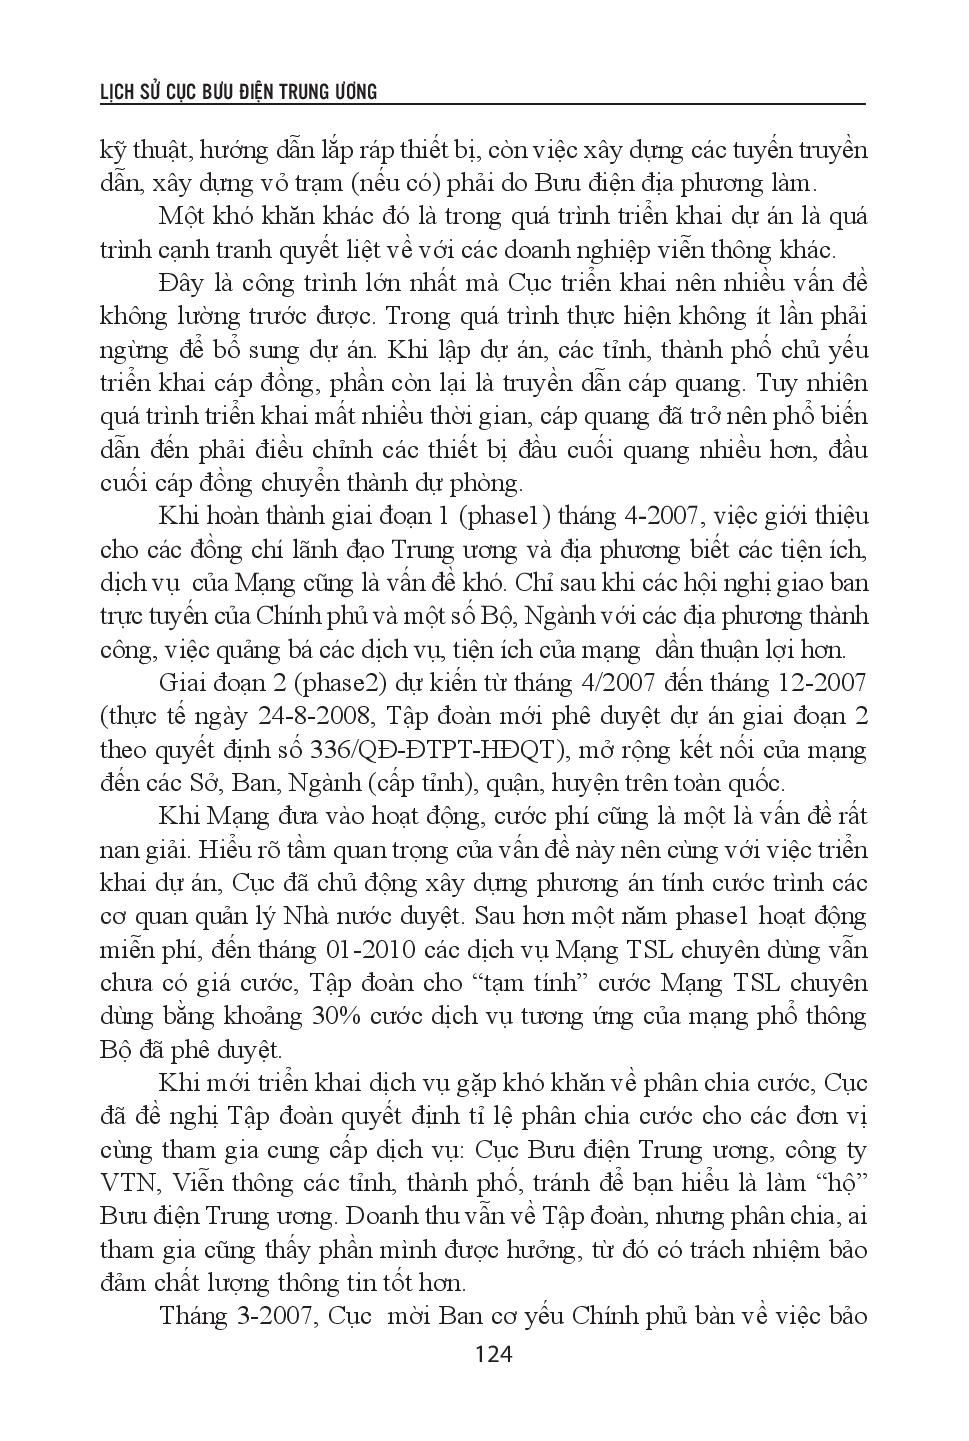 LỊCH SỬ CỤC BƯU ĐIỆN TRUNG ƯƠNG
kỹ thuật, hướng dẫn lắp ráp thiết bị, còn việc xây dựng các tuyến truyền
dẫn, xây dựng vỏ trạm (nếu có) phải do Bưu điện địa phương làm.
Một khó khăn khác đó là trong quá trình triển khai dự án là quá
trình cạnh tranh quyết liệt về với các doanh nghiệp viễn thông khác.
Đây là công trình lớn nhất mà Cục triển khai nên nhiều vấn đề
không lường trước được. Trong quá trình thực hiện không ít lần phải
ngừng để bổ sung dự án. Khi lập dự án, các tỉnh, thành phố chủ yếu
triển khai cáp đồng, phần còn lại là truyền dẫn cáp quang. Tuy nhiên
quá trình triển khai mất nhiều thời gian, cáp quang đã trở nên phổ biến
dẫn đến phải điều chỉnh các thiết bị đầu cuối quang nhiều hơn, đầu
cuối cáp đồng chuyển thành dự phòng.
Khi hoàn thành giai đoạn 1 (phase1) tháng 4-2007, việc giới thiệu
cho các đồng chí lãnh đạo Trung ương và địa phương biết các tiện ích,
dịch vụ của Mạng cũng là vấn đề khó. Chỉ sau khi các hội nghị giao ban
trực tuyến của Chính phủ và một số Bộ, Ngành với các địa phương thành
công, việc quảng bá các dịch vụ, tiện ích của mạng dần thuận lợi hơn.
Giai đoạn 2 (phase2) dự kiến từ tháng 4/2007 đến tháng 12-2007
(thực tế ngày 24-8-2008, Tập đoàn mới phê duyệt dự án giai đoạn 2
theo quyết định số 336/QĐ-ĐTPT-HĐQT), mở rộng kết nối của mạng
đến các Sở, Ban, Ngành (cấp tỉnh), quận, huyện trên toàn quốc.
Khi Mạng đưa vào hoạt động, cước phí cũng là một là vấn đề rất
nan giải. Hiểu rõ tầm quan trọng của vấn đề này nên cùng với việc triển
khai dự án, Cục đã chủ động xây dựng phương án tính cước trình các
cơ quan quản lý Nhà nước duyệt. Sau hơn một năm phase1 hoạt động
miễn phí, đến tháng 01-2010 các dịch vụ Mạng TSL chuyên dùng vẫn
chưa có giá cước, Tập đoàn cho “tạm tính” cước Mạng TSL chuyên
dùng bằng khoảng 30% cước dịch vụ tương ứng của mạng phổ thông
Bộ đã phê duyệt.
Khi mới triển khai dịch vụ gặp khó khăn về phân chia cước, Cục
đã đề nghị Tập đoàn quyết định tỉ lệ phân chia cước cho các đơn vị
cùng tham gia cung cấp dịch vụ: Cục Bưu điện Trung ương, công ty
VTN, Viễn thông các tỉnh, thành phố, tránh để bạn hiểu là làm “hộ”
Bưu điện Trung ương. Doanh thu vẫn về Tập đoàn, nhưng phân chia, ai
tham gia cũng thấy phần mình được hưởng, từ đó có trách nhiệm bảo
đảm chất lượng thông tin tốt hơn.
Tháng 3-2007, Cục mời Ban cơ yếu Chính phủ bàn về việc bảo
124